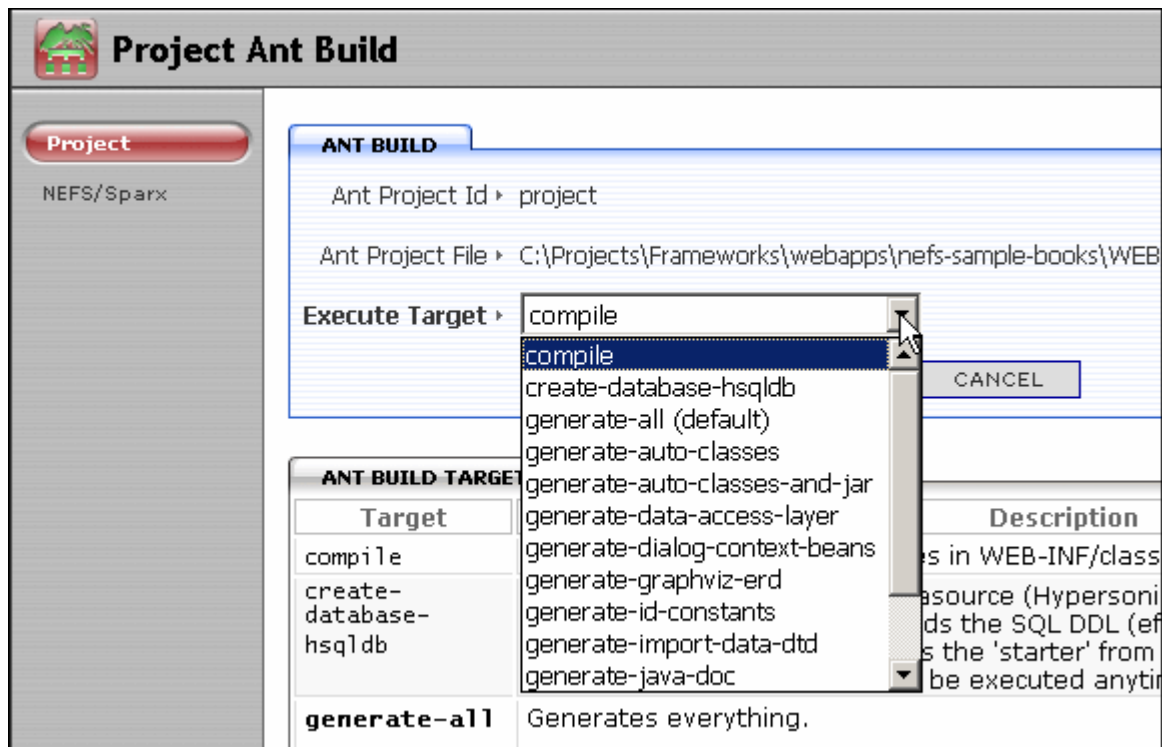 Project Ant Build
Project
NEFS/Sparx
ANT BUILD
Ant Project Id project
Ant Project File C:\Projects\Frameworks\webapps\nefs-sample-books\WEB
Execute Target compile
compile
create-database-hsqldb
generate-all (default)
generate-auto-classes
generate-auto-classes-and-jar
generate-data-access-layer
generate-dialog-context-beans
generate-graphviz-erd
generate-id-constants
generate-import-data-dtd
generate-java-doc
CANCEL
ANT BUILD TARGE
Target Description
compile es in WEB-INF/class
create-
database-
hsqldb
asource (Hypersoni
ds the SQL DDL (ef
s the 'starter' from
be executed anytin
generate-all Generates everything.